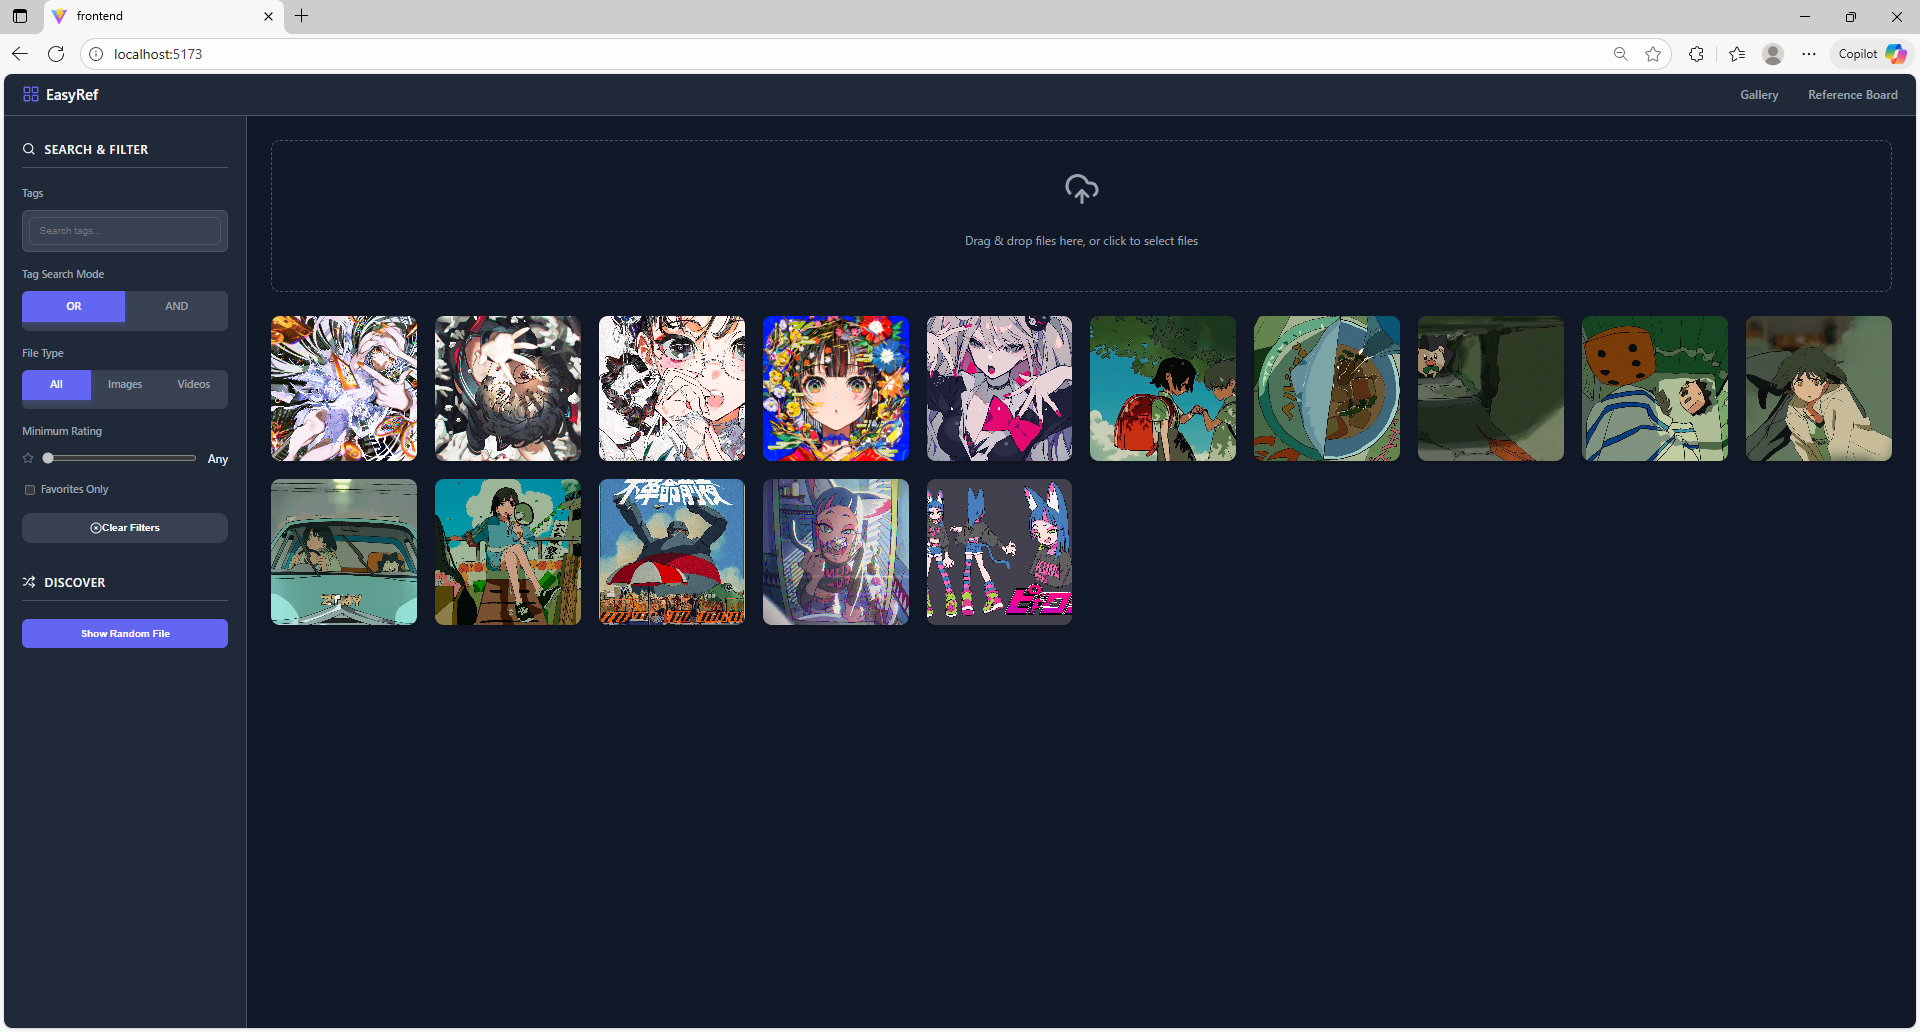 frontend
localhost:5173
Copilot
EasyRef
Gallery
Reference Board
SEARCH & FILTER
Tags
Search tags...
Tag Search Mode
OR
AND
File Type
All
Images
Videos
Minimum Rating
Any
Favorites Only
Clear Filters
DISCOVER
Show Random File
Drag & drop files here, or click to select files